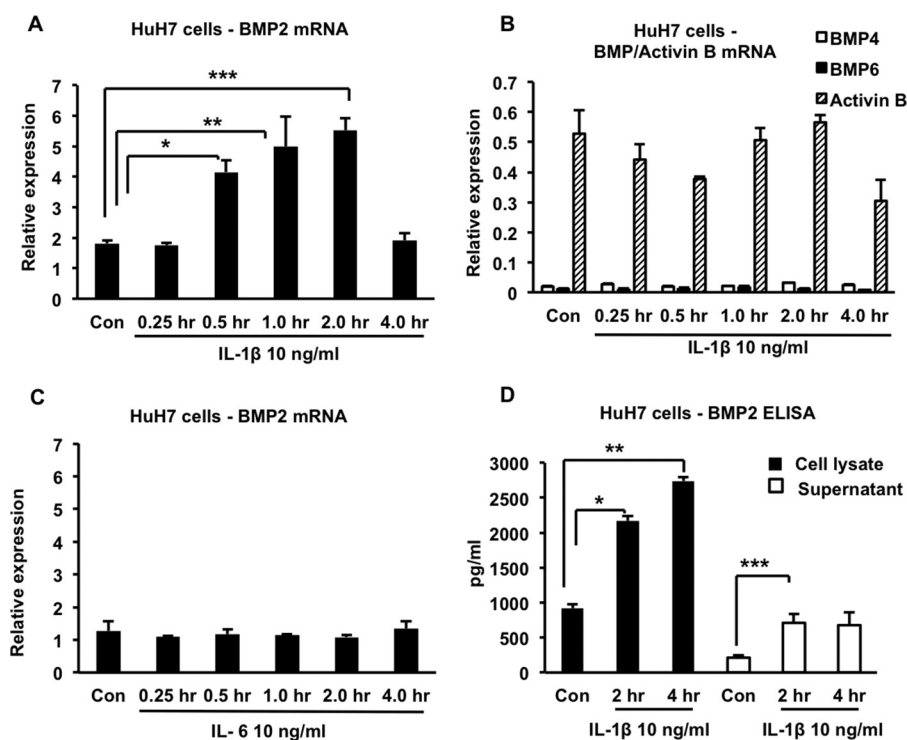 A
HuH7 cells - BMP2 mRNA
Relative expression
7
6
5
4
3
2
1
0
***
**
*
Con 0.25 hr 0.5 hr 1.0 hr 2.0 hr 4.0 hr
IL-1β 10 ng/ml
B
HuH7 cells -
BMP/Activin B mRNA
BMP4
BMP6
Activin B
Relative expression
0.7
0.6
0.5
0.4
0.3
0.2
0.1
0
Con 0.25 hr 0.5 hr 1.0 hr 2.0 hr 4.0 hr
IL-1β 10 ng/ml
C
HuH7 cells - BMP2 mRNA
Relative expression
7
6
5
4
3
2
1
0
Con 0.25 hr 0.5 hr 1.0 hr 2.0 hr 4.0 hr
IL- 6 10 ng/ml
D
HuH7 cells - BMP2 ELISA
Cell lysate
Supernatant
pg/ml
3000
2500
2000
1500
1000
500
0
**
*
***
Con 2 hr 4 hr Con 2 hr 4 hr
IL-1β 10 ng/ml IL-1β 10 ng/ml